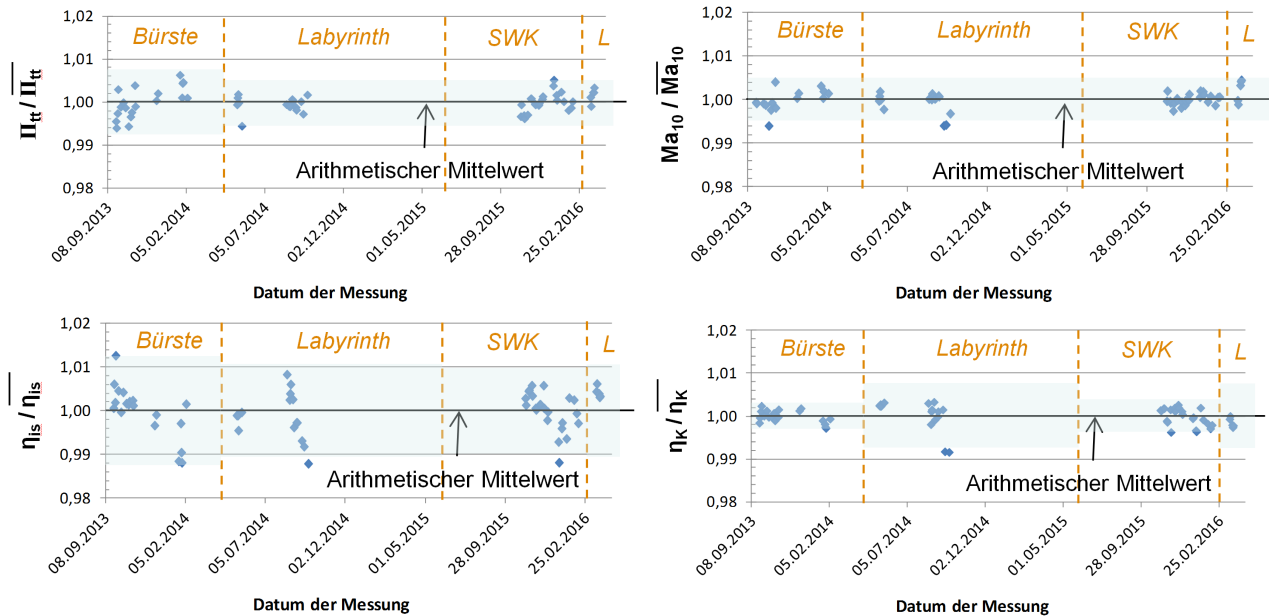 1,02
1,01
1,00
0,99
0,98
Πtt / Πtt
Bürste Labyrinth SWK L
Arithmetischer Mittelwert
08.09.2013 05.02.2014 05.07.2014 02.12.2014 01.05.2015 28.09.2015 25.02.2016
Datum der Messung
1,02
1,01
1,00
0,99
0,98
Ma10 / Ma10
Bürste Labyrinth SWK L
Arithmetischer Mittelwert
08.09.2013 05.02.2014 05.07.2014 02.12.2014 01.05.2015 28.09.2015 25.02.2016
Datum der Messung
1,02
1,01
1,00
0,99
0,98
ηis / ηis
Bürste Labyrinth SWK L
Arithmetischer Mittelwert
08.09.2013 05.02.2014 05.07.2014 02.12.2014 01.05.2015 28.09.2015 25.02.2016
Datum der Messung
1,02
1,01
1,00
0,99
0,98
ηK / ηK
Bürste Labyrinth SWK L
Arithmetischer Mittelwert
08.09.2013 05.02.2014 05.07.2014 02.12.2014 01.05.2015 28.09.2015 25.02.2016
Datum der Messung